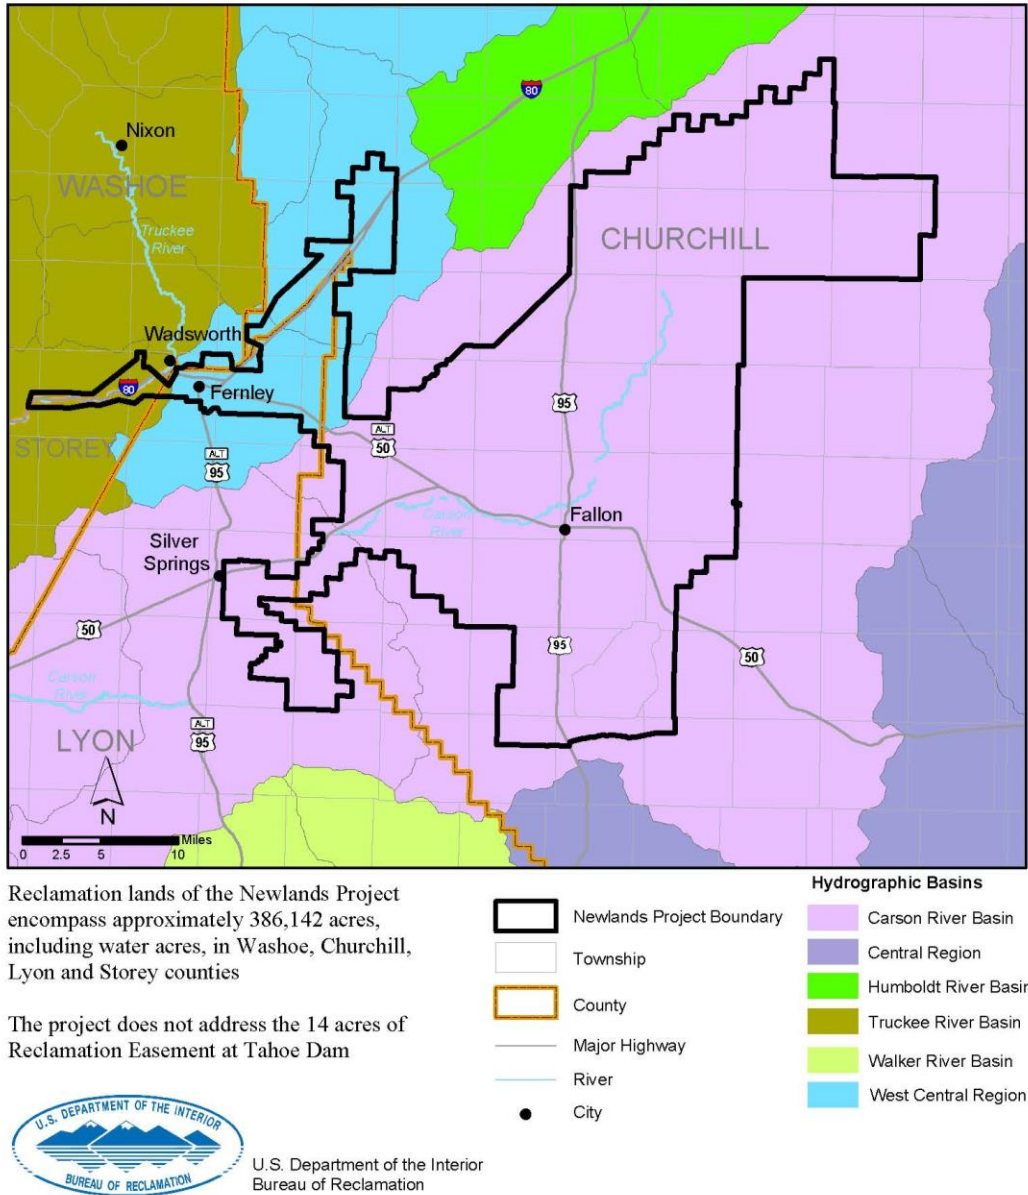 80
Nixon
WASHOE
Truckee
River
CHURCHILL
Wadsworth
80
Fernley
95
STOREY
ALT
95
ALT
50
Carson
River
Fallon
Silver
Springs
50
95
50
Carson
River
ALT
95
LYON
N
Miles
0 2.5 5 10
Reclamation lands of the Newlands Project
encompass approximately 386,142 acres,
including water acres, in Washoe, Churchill,
Lyon and Storey counties
The project does not address the 14 acres of
Reclamation Easement at Tahoe Dam
Newlands Project Boundary
Township
County
Major Highway
River
City
Hydrographic Basins
Carson River Basin
Central Region
Humboldt River Basin
Truckee River Basin
Walker River Basin
West Central Region
U.S. DEPARTMENT OF THE INTERIOR
BUREAU OF RECLAMATION
U.S. Department of the Interior
Bureau of Reclamation